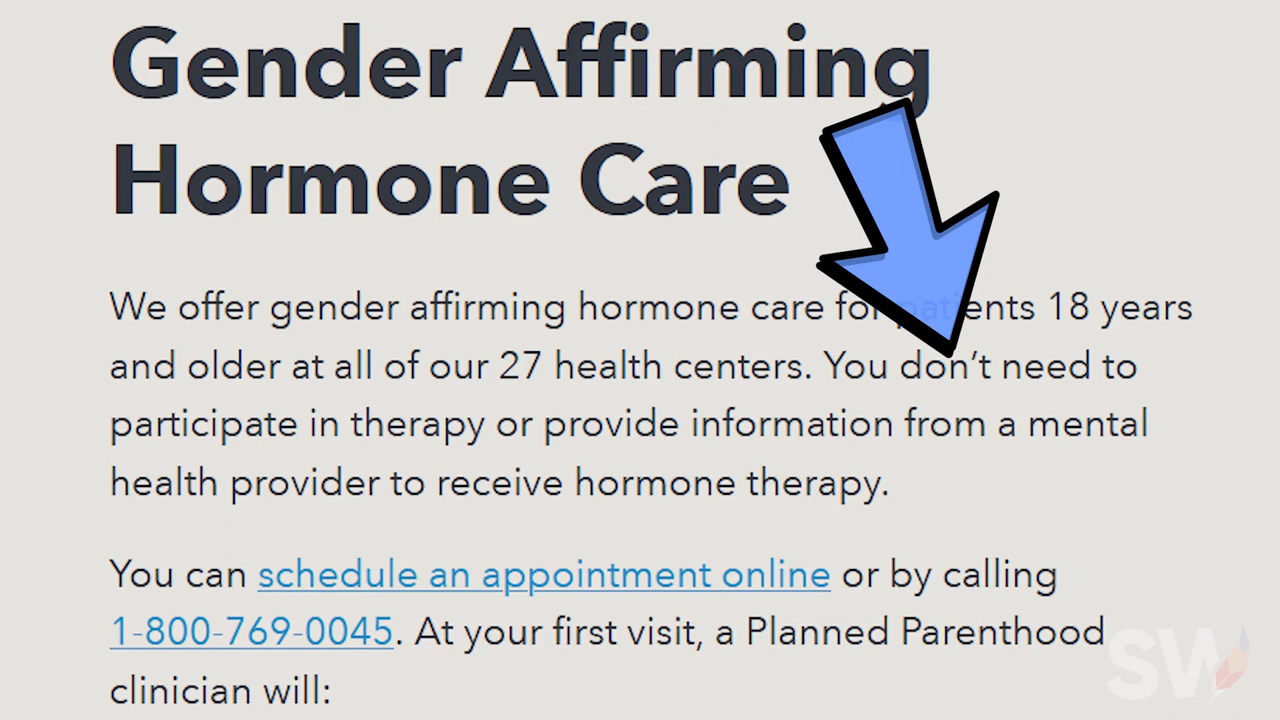 Gender Affirming
Hormone Care
We offer gender affirming hormone care for patients 18 years
and older at all of our 27 health centers. You don’t need to
participate in therapy or provide information from a mental
health provider to receive hormone therapy.
You can schedule an appointment online or by calling
1-800-769-0045. At your first visit, a Planned Parenthood
clinician will:
SW